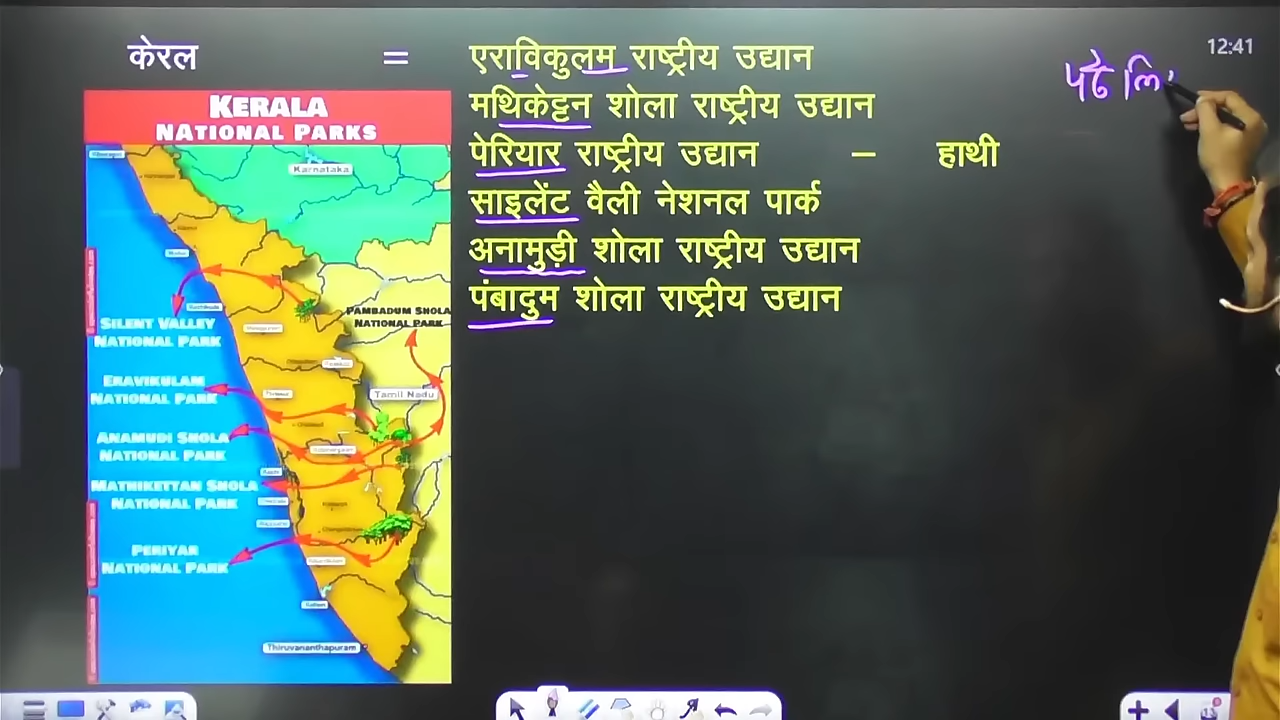 केरल = एराविकुलम राष्ट्रीय उद्यान
मथिकेट्टन शोला राष्ट्रीय उद्यान
पेरियार राष्ट्रीय उद्यान – हाथी
साइलेंट वैली नेशनल पार्क
अनामुड़ी शोला राष्ट्रीय उद्यान
पंबादुम शोला राष्ट्रीय उद्यान
12:41
पढे लि
KERALA
NATIONAL PARKS
Karnataka
PAMBADUM SHOLA
NATIONAL PARK
SILENT VALLEY
NATIONAL PARK
ERAVIKULAM
NATIONAL PARK
Tamil Nadu
ANAMUDI SHOLA
NATIONAL PARK
MATHIKETTAN SHOLA
NATIONAL PARK
PERIYAR
NATIONAL PARK
Thiruvananthapuram